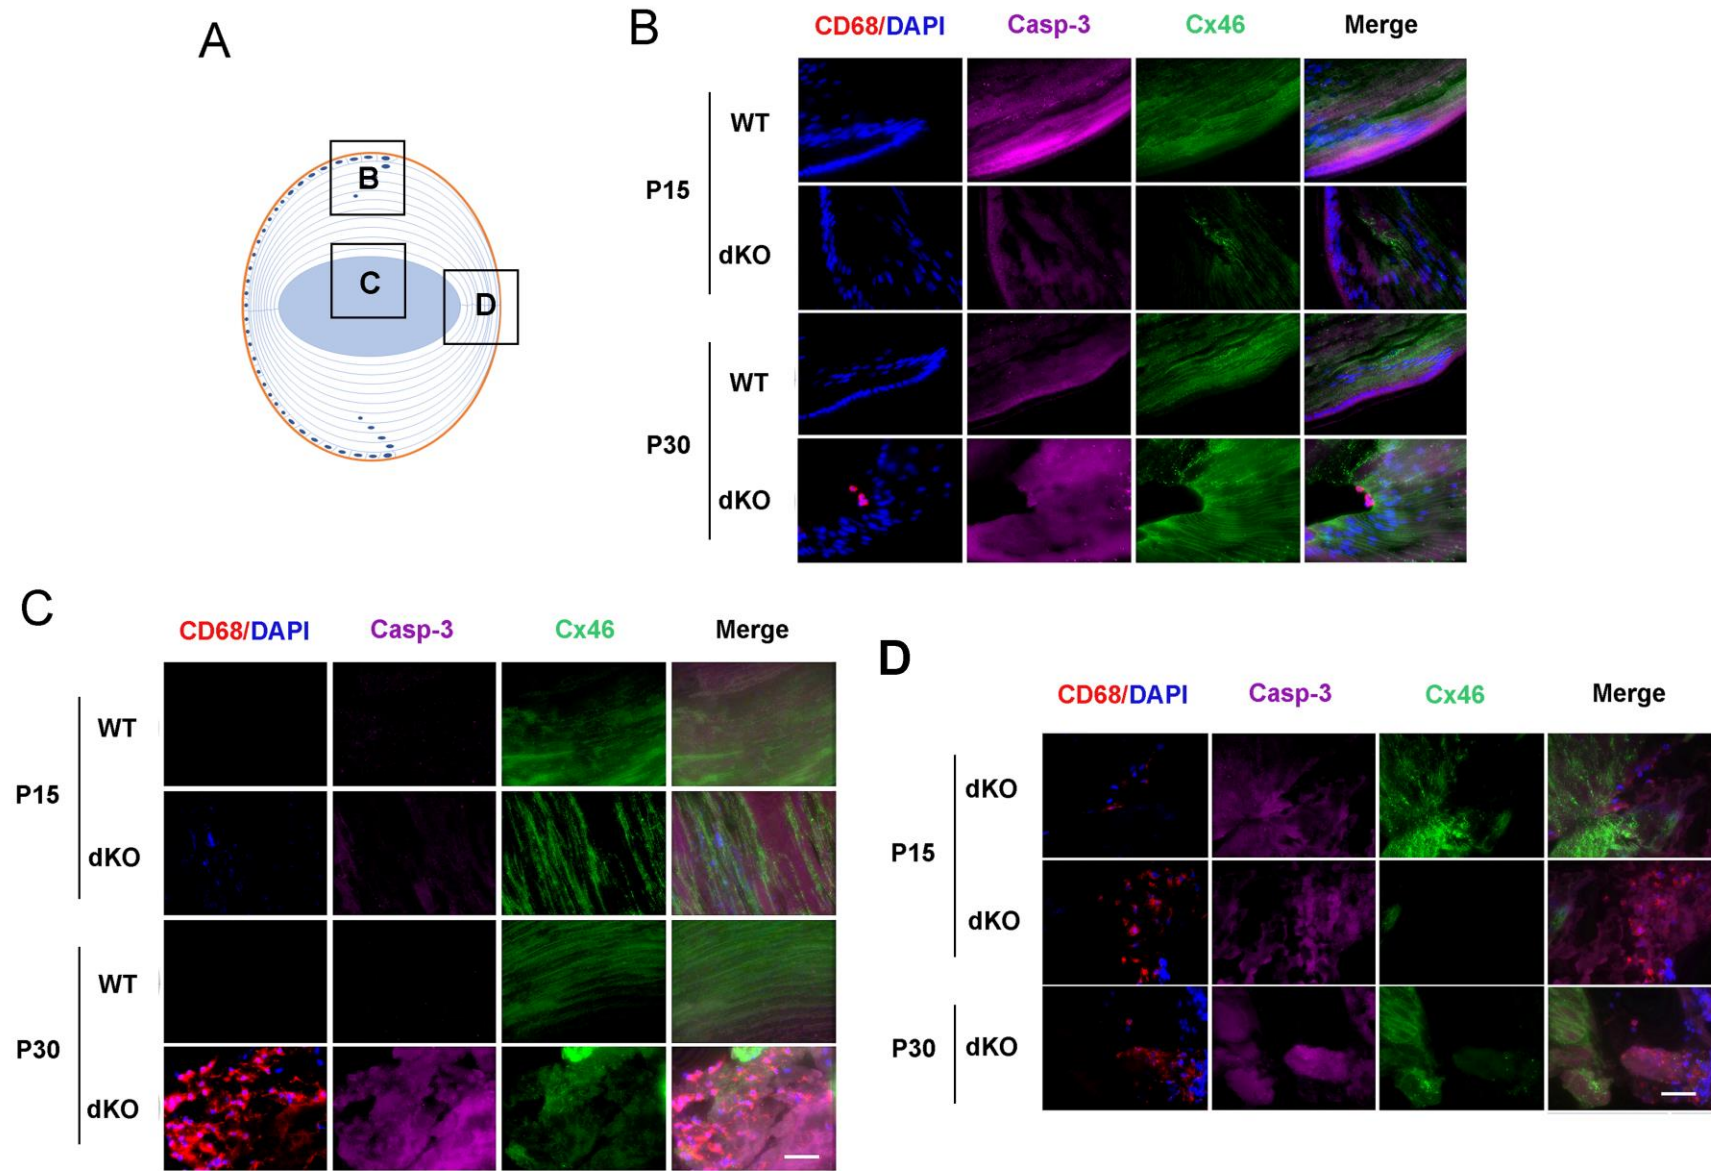 A
B
C
D
B
CD68/DAPI Casp-3 Cx46 Merge
P15
WT
dKO
P30
WT
dKO
C
CD68/DAPI Casp-3 Cx46 Merge
P15
WT
dKO
P30
WT
dKO
D
CD68/DAPI Casp-3 Cx46 Merge
P15
dKO
dKO
P30
dKO